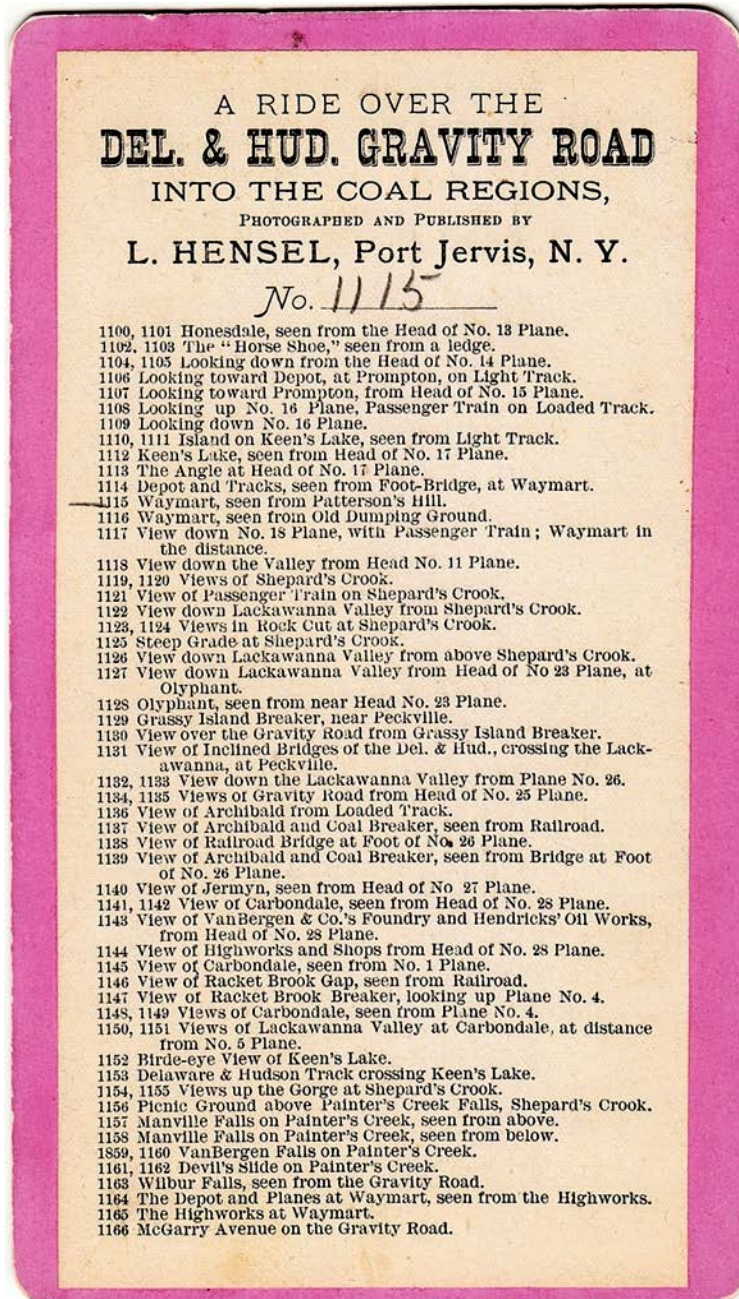 A RIDE OVER THE
DEL. & HUD. GRAVITY ROAD
INTO THE COAL REGIONS,
PHOTOGRAPHED AND PUBLISHED BY
L. HENSEL, Port Jervis, N. Y.
No. 1115
1100, 1101 Honesdale, seen from the Head of No. 13 Plane.
1102, 1103 The "Horse Shoe," seen from a ledge.
1104, 1105 Looking down from the Head of No. 14 Plane.
1106 Looking toward Depot, at Prompton, on Light Track.
1107 Looking toward Prompton, from Head of No. 15 Plane.
1108 Looking up No. 16 Plane, Passenger Train on Loaded Track.
1109 Looking down No. 16 Plane.
1110, 1111 Island on Keen's Lake, seen from Light Track.
1112 Keen's Lake, seen from Head of No. 17 Plane.
1113 The Angle at Head of No. 17 Plane.
1114 Depot and Tracks, seen from Foot-Bridge, at Waymart.
1115 Waymart, seen from Patterson's Hill.
1116 Waymart, seen from Old Dumping Ground.
1117 View down No. 18 Plane, with Passenger Train; Waymart in
the distance.
1118 View down the Valley from Head No. 11 Plane.
1119, 1120 Views of Shepard's Crook.
1121 View of Passenger Train on Shepard's Crook.
1122 View down Lackawanna Valley from Shepard's Crook.
1123, 1124 Views in Rock Cut at Shepard's Crook.
1125 Steep Grade at Shepard's Crook.
1126 View down Lackawanna Valley from above Shepard's Crook.
1127 View down Lackawanna Valley from Head of No 23 Plane, at
Olyphant.
1128 Olyphant, seen from near Head No. 23 Plane.
1129 Grassy Island Breaker, near Peckville.
1130 View over the Gravity Road from Grassy Island Breaker.
1131 View of Inclined Bridges of the Del. & Hud., crossing the Lack-
awanna, at Peckville.
1132, 1133 View down the Lackawanna Valley from Plane No. 26.
1134, 1135 Views of Gravity Road from Head of No. 25 Plane.
1136 View of Archibald from Loaded Track.
1137 View of Archibald and Coal Breaker, seen from Railroad.
1138 View of Railroad Bridge at Foot of No. 26 Plane.
1139 View of Archibald and Coal Breaker, seen from Bridge at Foot
of No. 26 Plane.
1140 View of Jermyn, seen from Head of No 27 Plane.
1141, 1142 View of Carbondale, seen from Head of No. 28 Plane.
1143 View of VanBergen & Co.'s Foundry and Hendricks' Oil Works,
from Head of No. 28 Plane.
1144 View of Highworks and Shops from Head of No. 28 Plane.
1145 View of Carbondale, seen from No. 1 Plane.
1146 View of Racket Brook Gap, seen from Railroad.
1147 View of Racket Brook Breaker, looking up Plane No. 4.
1148, 1149 Views of Carbondale, seen from Plane No. 4.
1150, 1151 Views of Lackawanna Valley at Carbondale, at distance
from No. 5 Plane.
1152 Birde-eye View of Keen's Lake.
1153 Delaware & Hudson Track crossing Keen's Lake.
1154, 1155 Views up the Gorge at Shepard's Crook.
1156 Picnic Ground above Painter's Creek Falls, Shepard's Crook.
1157 Manville Falls on Painter's Creek, seen from above.
1158 Manville Falls on Painter's Creek, seen from below.
1859, 1160 VanBergen Falls on Painter's Creek.
1161, 1162 Devil's Slide on Painter's Creek.
1163 Wilbur Falls, seen from the Gravity Road.
1164 The Depot and Planes at Waymart, seen from the Highworks.
1165 The Highworks at Waymart.
1166 McGarry Avenue on the Gravity Road.